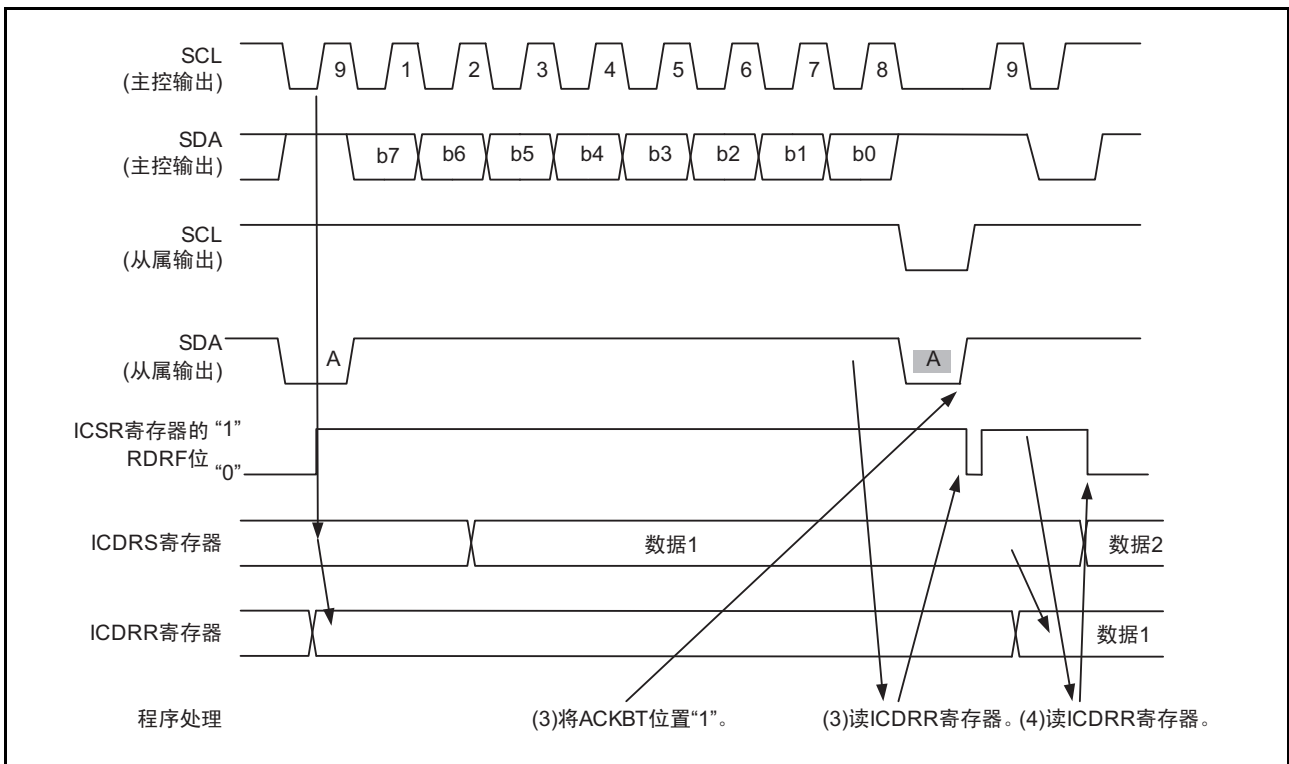 SCL
(主控输出)
9 1 2 3 4 5 6 7 8 9
SDA
(主控输出)
b7 b6 b5 b4 b3 b2 b1 b0
SCL
(从属输出)
SDA
(从属输出)
A A
ICSR寄存器的 “1”
RDRF位 “0”
ICDRS寄存器 数据1 数据2
ICDRR寄存器 数据1
程序处理 (3)将ACKBT位置“1”。 (3)读ICDRR寄存器。(4)读ICDRR寄存器。